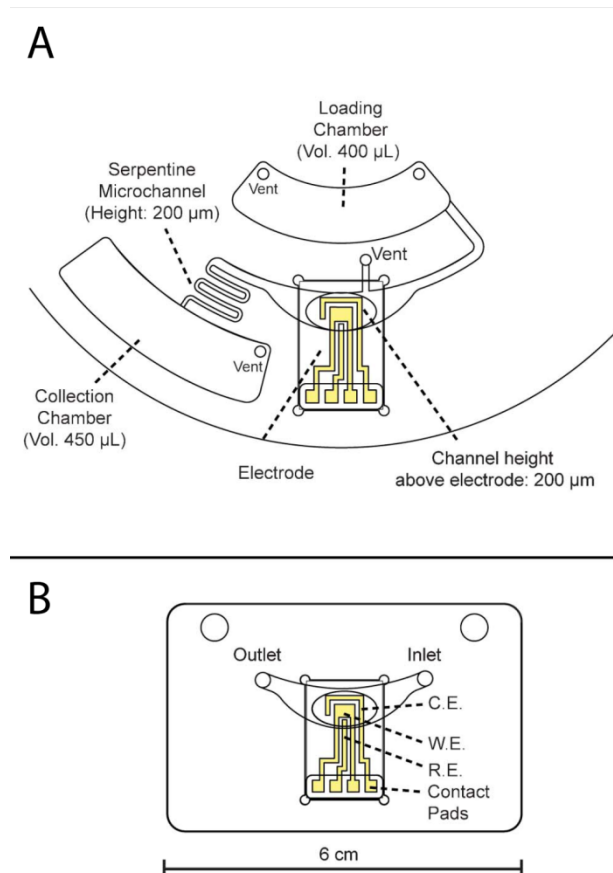 A
Loading
Chamber
(Vol. 400 µL)
Serpentine
Microchannel
(Height: 200 µm)
Vent
Vent
Vent
Collection
Chamber
(Vol. 450 µL)
Electrode
Channel height
above electrode: 200 µm
B
Outlet
Inlet
C.E.
W.E.
R.E.
Contact
Pads
6 cm